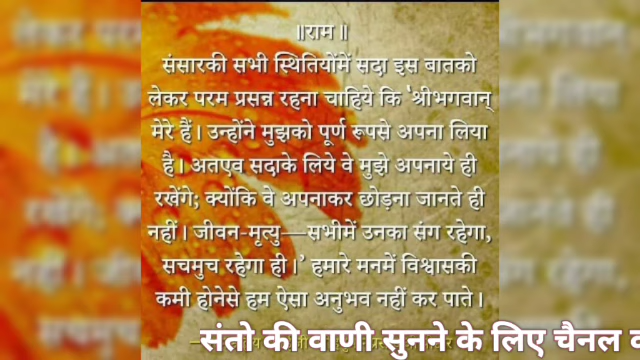 ॥राम॥
संसारकी सभी स्थितियोंमें सदा इस बातको
लेकर परम प्रसन्न रहना चाहिये कि 'श्रीभगवान्
मेरे हैं। उन्होंने मुझको पूर्ण रूपसे अपना लिया
है। अतएव सदाके लिये वे मुझे अपनाये ही
रखेंगे; क्योंकि वे अपनाकर छोड़ना जानते ही
नहीं। जीवन-मृत्यु—सभीमें उनका संग रहेगा,
सचमुच रहेगा ही।' हमारे मनमें विश्वासकी
कमी होनेसे हम ऐसा अनुभव नहीं कर पाते।
संतो की वाणी सुनने के लिए चैनल